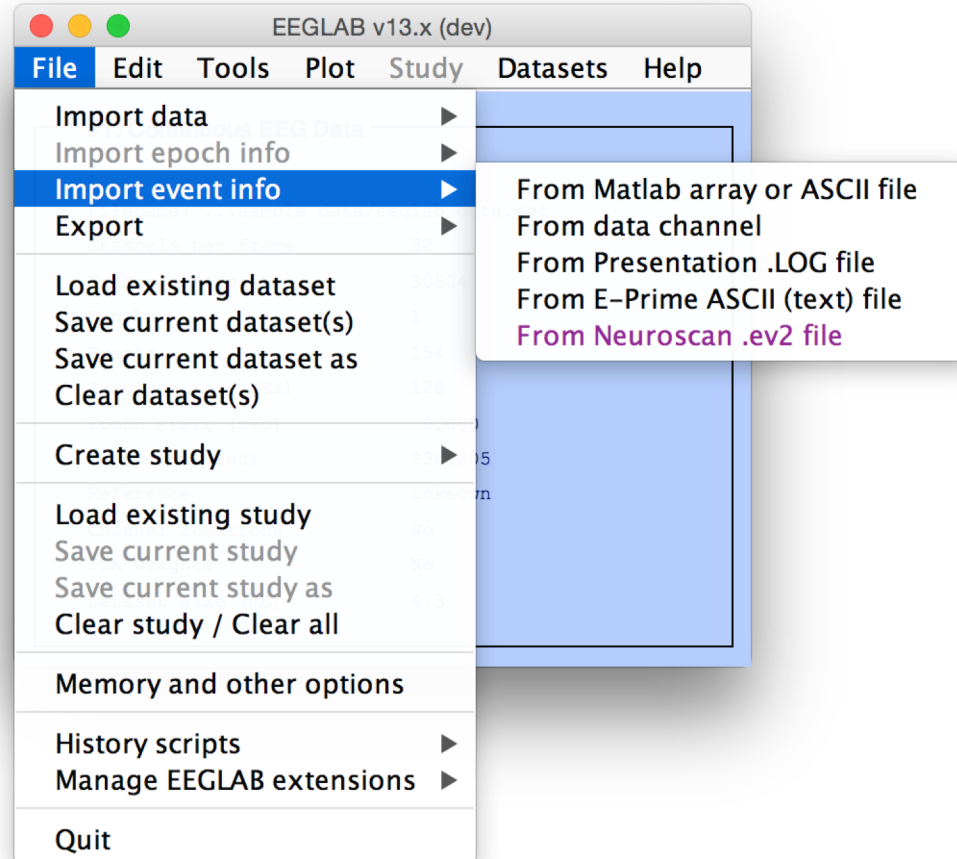 EEGLAB v13.x (dev)
File Edit Tools Plot Study Datasets Help
Import data
Import epoch info
Import event info
Export
Load existing dataset
Save current dataset(s)
Save current dataset as
Clear dataset(s)
Create study
Load existing study
Save current study
Save current study as
Clear study / Clear all
Memory and other options
History scripts
Manage EEGLAB extensions
Quit
From Matlab array or ASCII file
From data channel
From Presentation .LOG file
From E-Prime ASCII (text) file
From Neuroscan .ev2 file